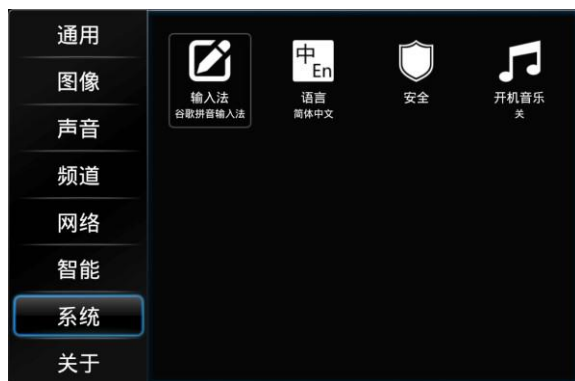 通用
图像
声音
频道
网络
智能
系统
关于
输入法
谷歌拼音输入法
中
En
语言
简体中文
安全
开机音乐
关